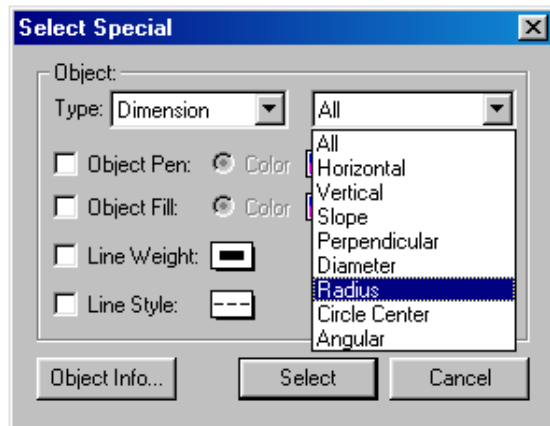 Select Special
Object:
Type: Dimension All
All
Horizontal
Vertical
Slope
Perpendicular
Diameter
Radius
Circle Center
Angular
Object Pen: Color
Object Fill: Color
Line Weight:
Line Style:
Object Info... Select Cancel